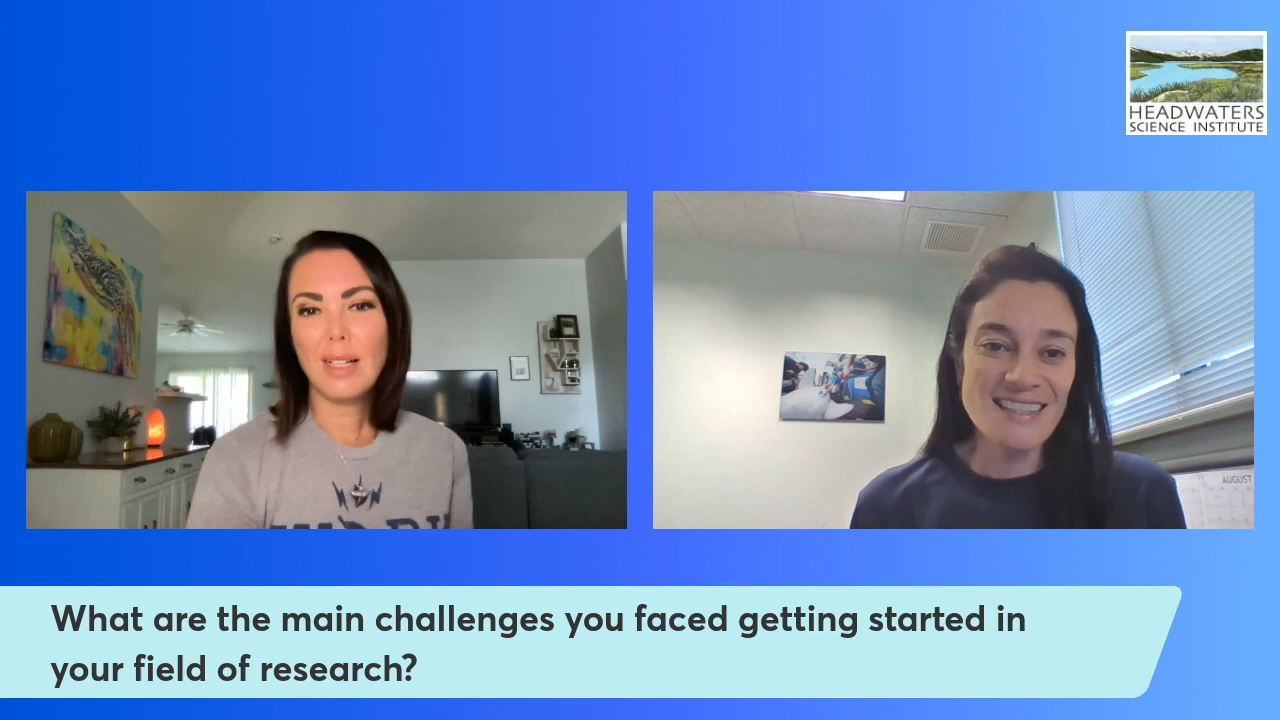 HEADWATERS
SCIENCE INSTITUTE
AUGUST
What are the main challenges you faced getting started in
your field of research?